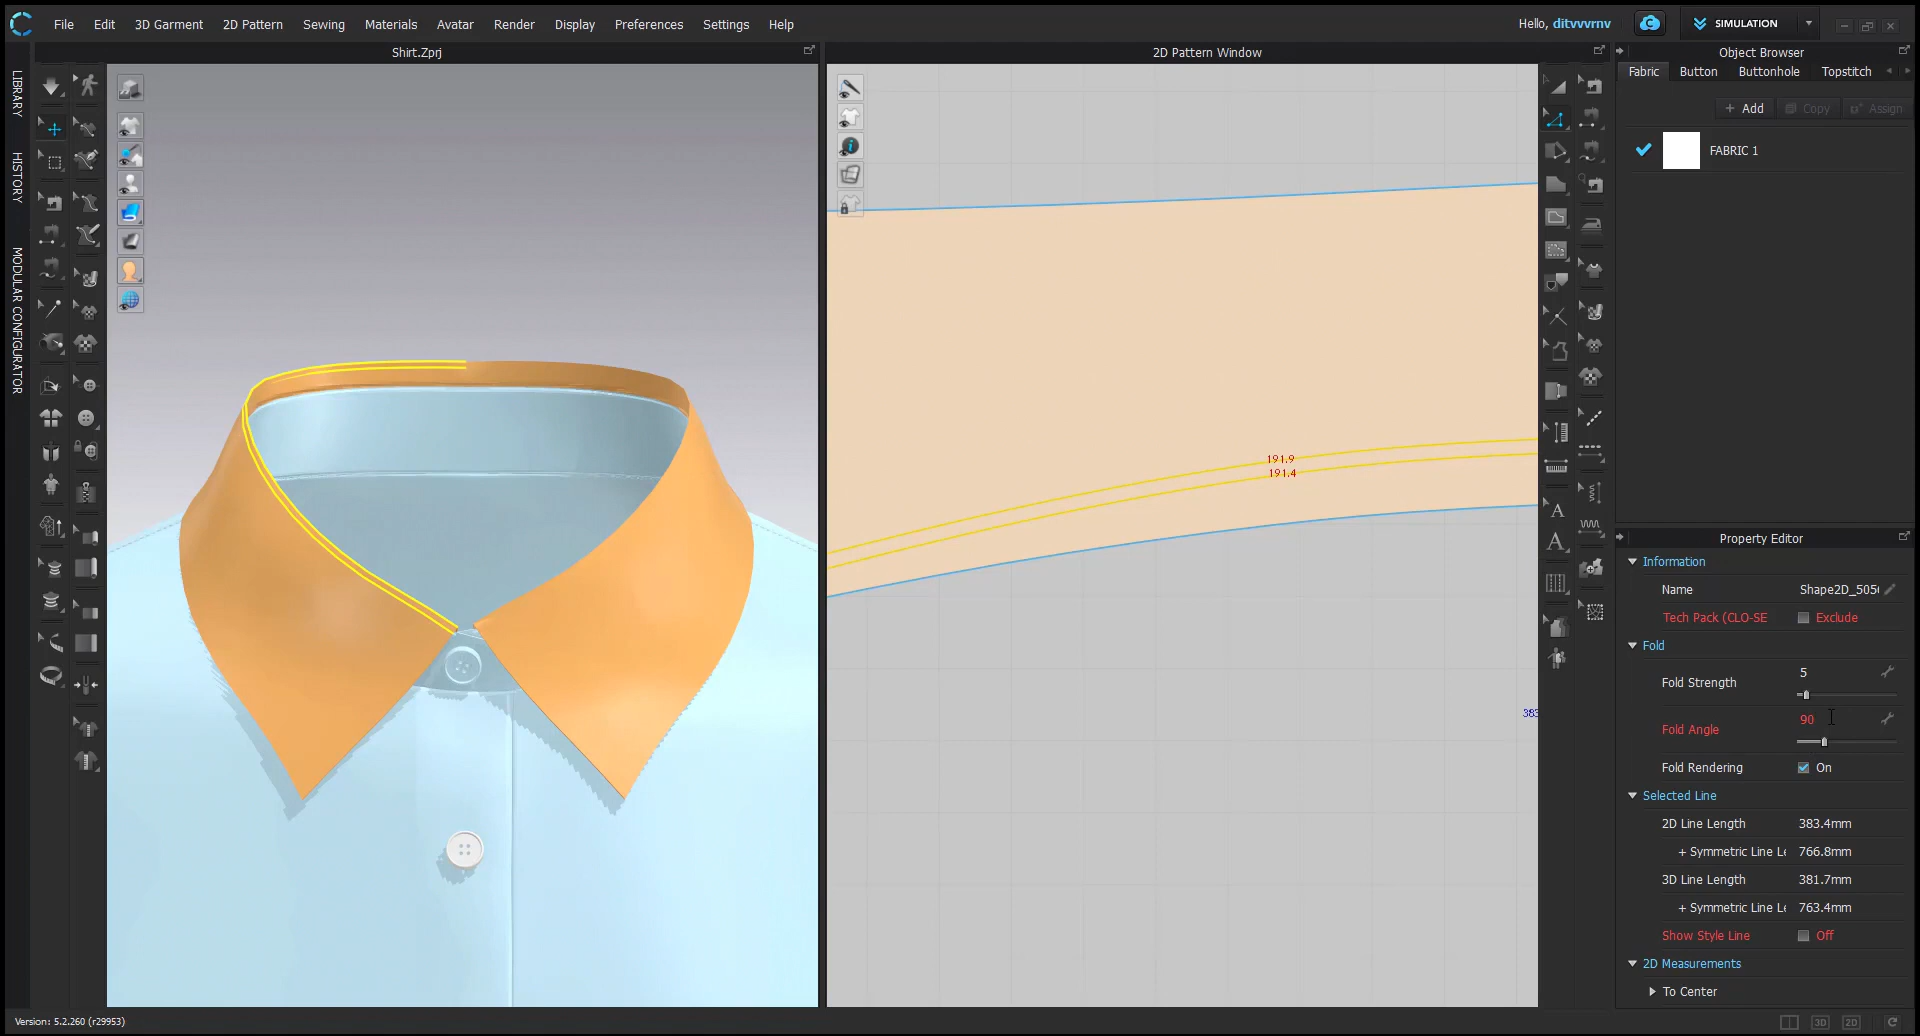 File Edit 3D Garment 2D Pattern Sewing Materials Avatar Render Display Preferences Settings Help
Hello, ditvvvrnv
SIMULATION
Shirt.Zprj
2D Pattern Window
Object Browser
LIBRARY
HISTORY
MODULAR CONFIGURATOR
Fabric Button Buttonhole Topstitch
+ Add Copy Assign
FABRIC 1
191.9
191.4
383
A
A
Property Editor
Information
Name Shape2D_505
Tech Pack (CLO-SE Exclude
Fold
Fold Strength 5
Fold Angle 90
Fold Rendering On
Selected Line
2D Line Length 383.4mm
+ Symmetric Line Le 766.8mm
3D Line Length 381.7mm
+ Symmetric Line Le 763.4mm
Show Style Line Off
2D Measurements
To Center
Version: 5.2.260 (r29953)
3D 2D